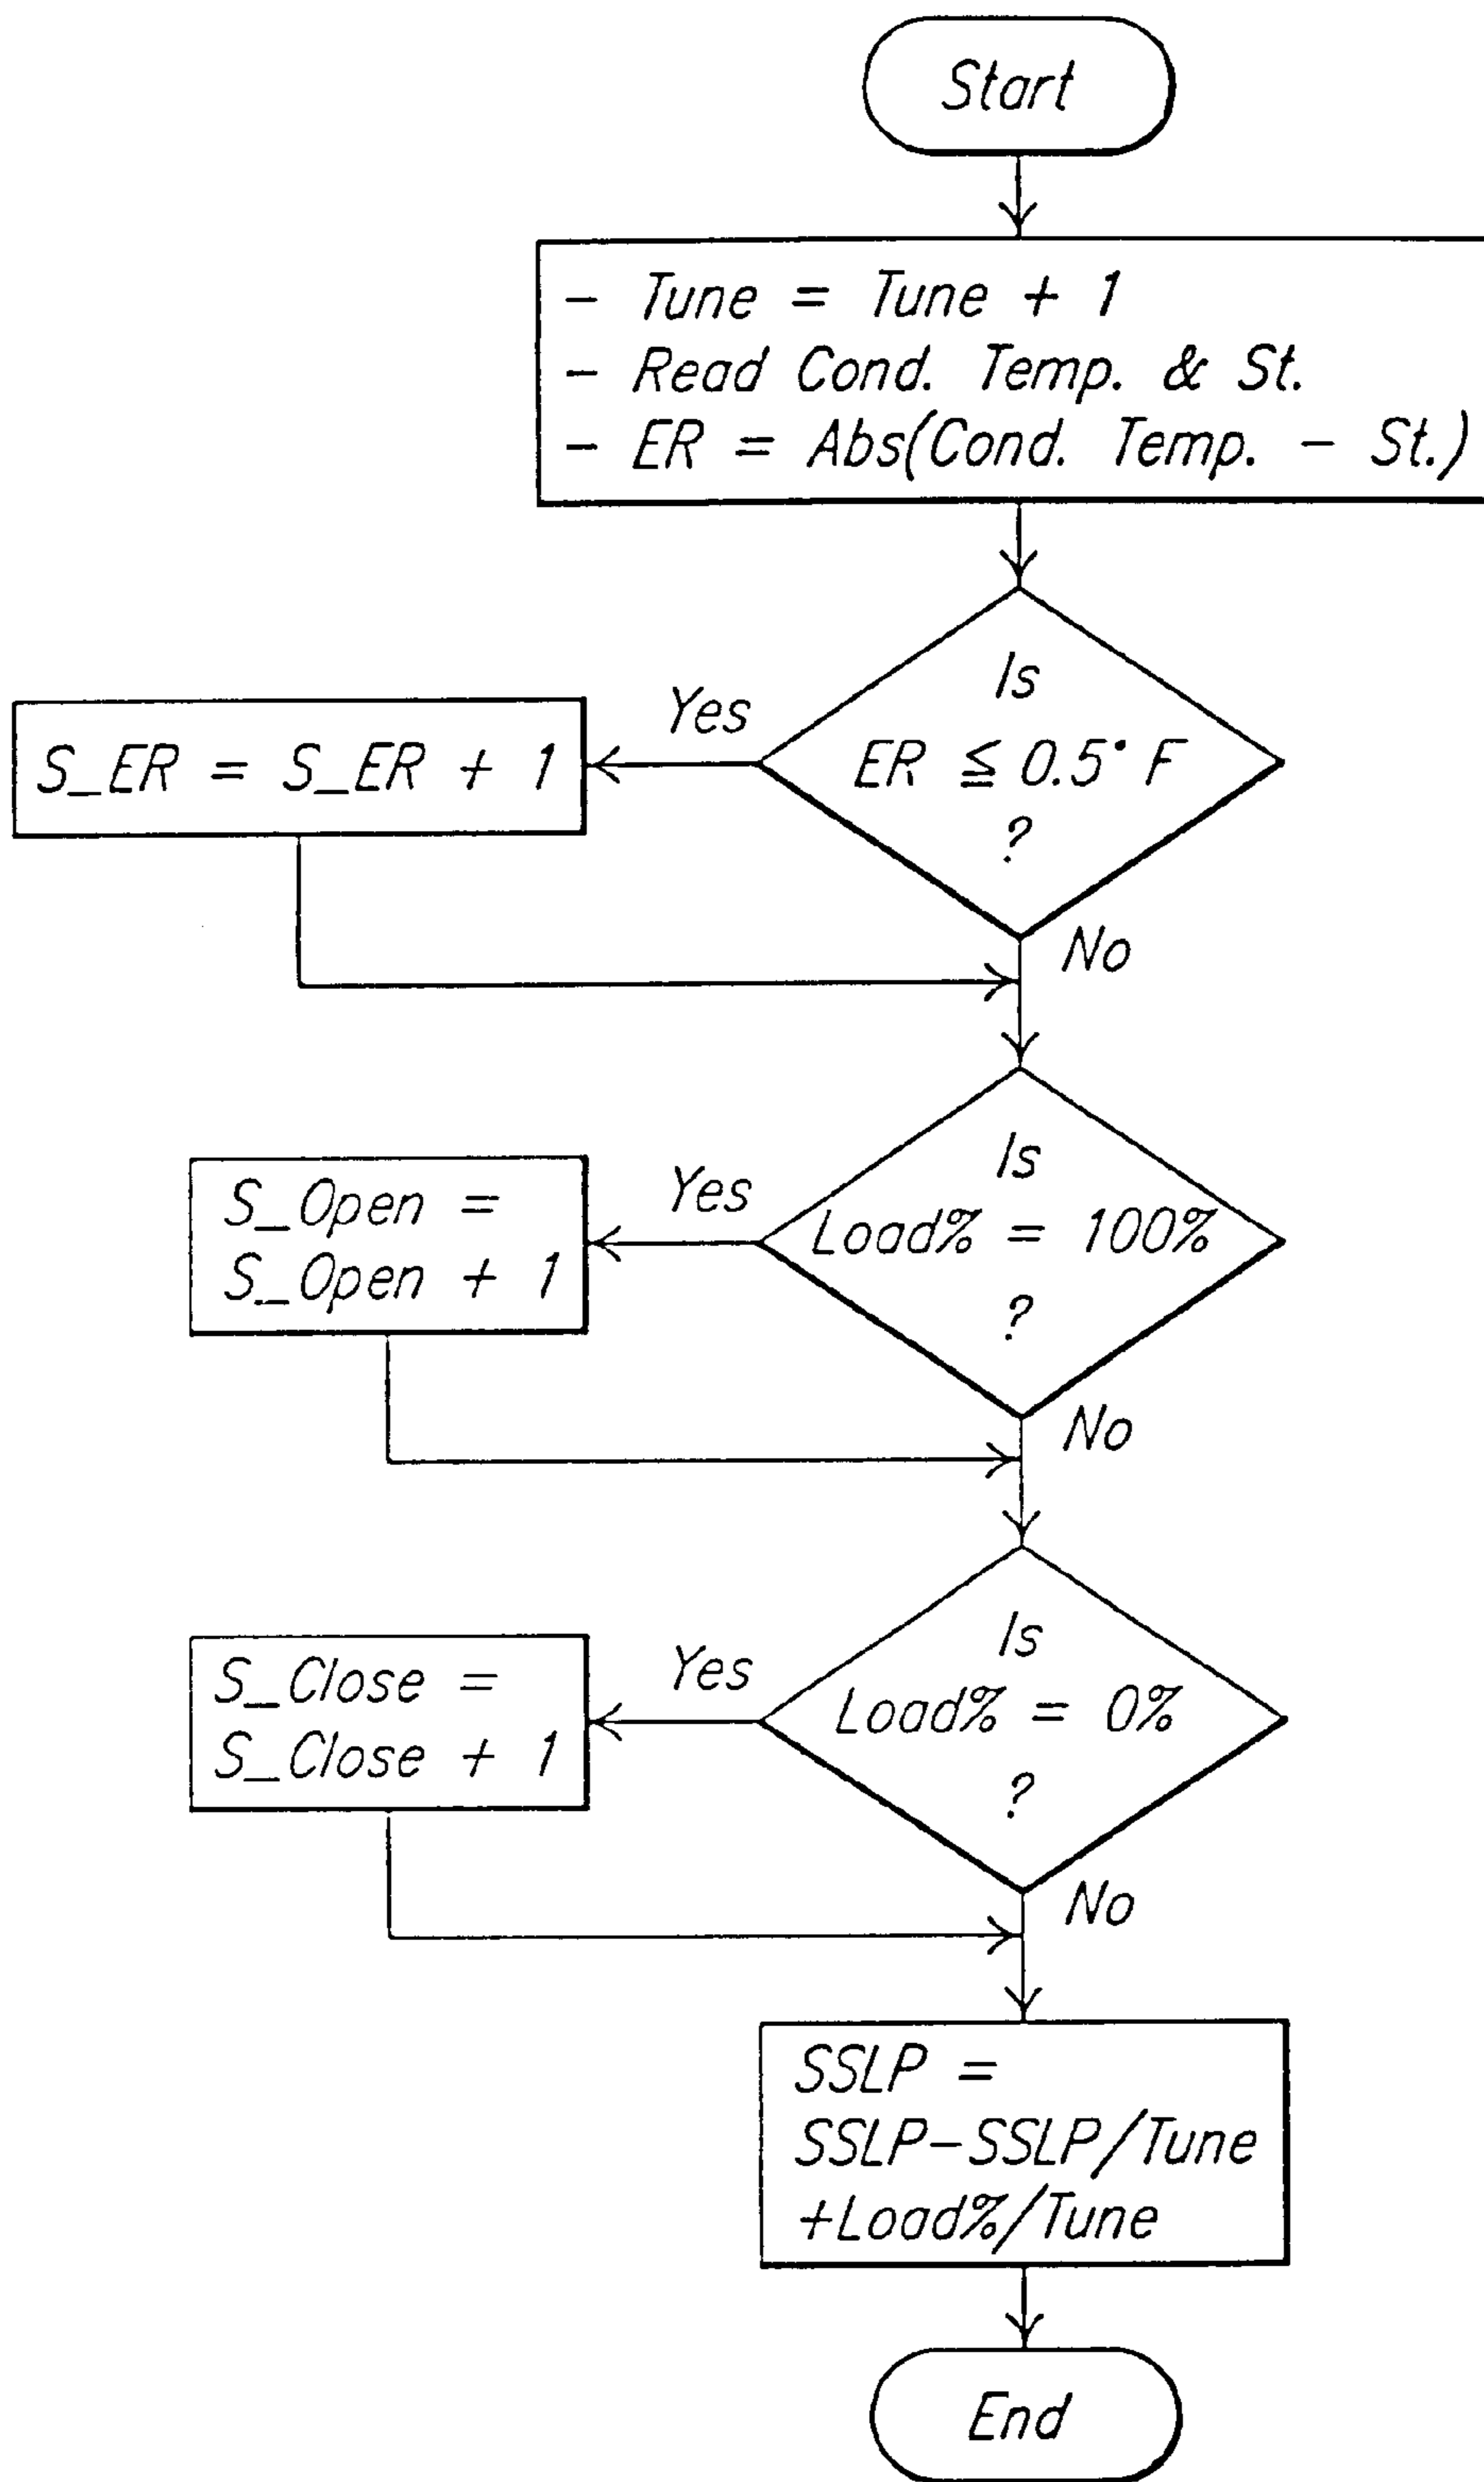 Start
- Tune = Tune + 1
- Read Cond. Temp. & St.
- ER = Abs(Cond. Temp. - St.)
Is
ER ≦ 0.5° F
?
Yes
S_ER = S_ER + 1
No
Is
Load% = 100%
?
Yes
S_Open =
S_Open + 1
No
Is
Load% = 0%
?
Yes
S_Close =
S_Close + 1
No
SSLP =
SSLP-SSLP/Tune
+Load%/Tune
End